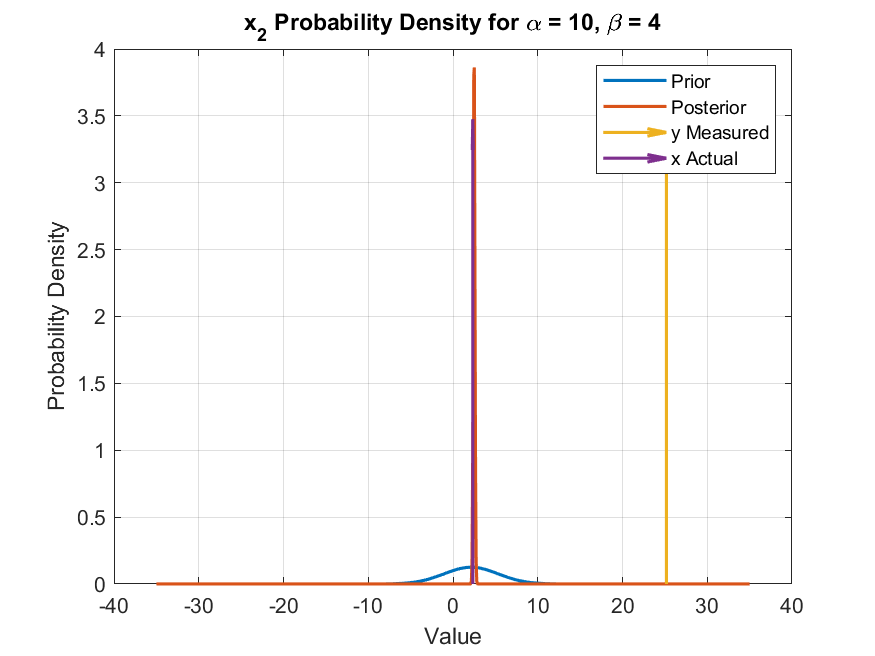 x₂ Probability Density for α = 10, β = 4
Prior
Posterior
y Measured
x Actual
Probability Density
4
3.5
3
2.5
2
1.5
1
0.5
0
-40
-30
-20
-10
0
10
20
30
40
Value